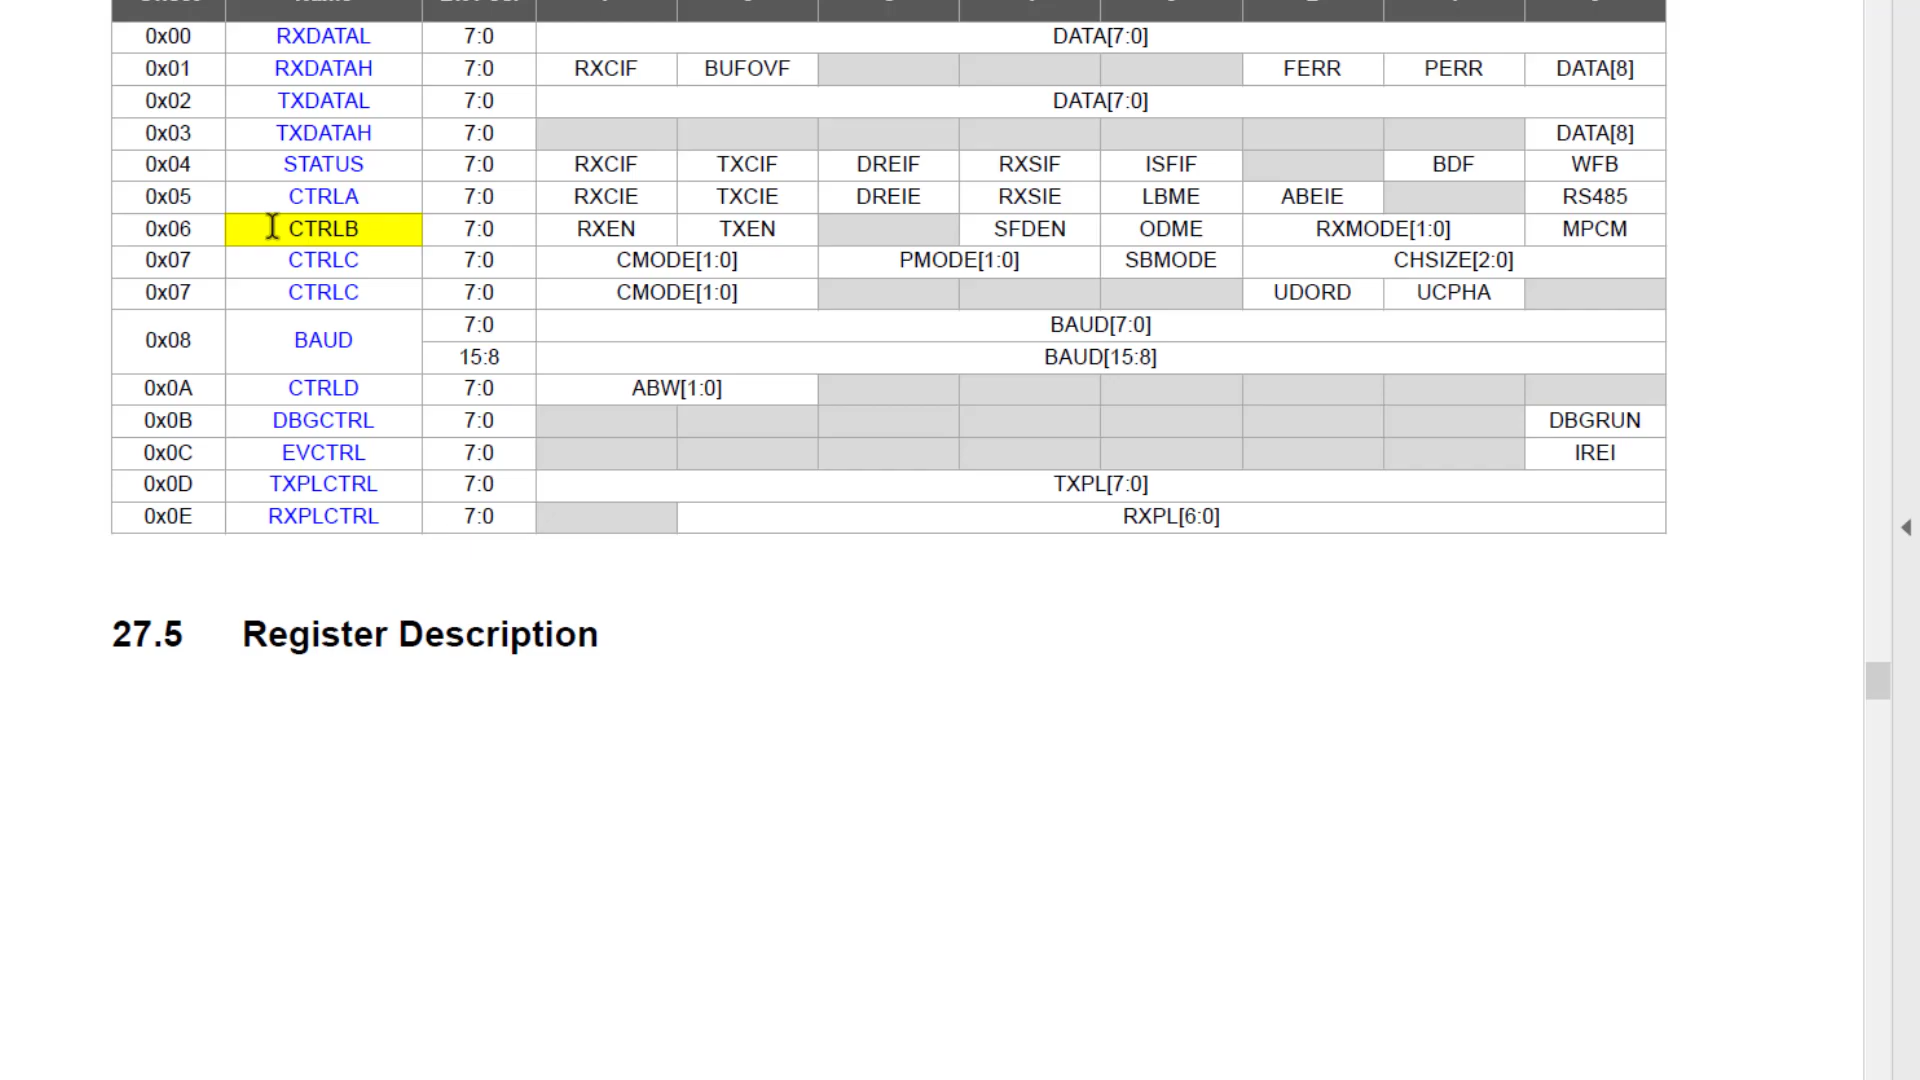 0x00 RXDATAL 7:0 DATA[7:0]
0x01 RXDATAH 7:0 RXCIF BUFOVF FERR PERR DATA[8]
0x02 TXDATAL 7:0 DATA[7:0]
0x03 TXDATAH 7:0 DATA[8]
0x04 STATUS 7:0 RXCIF TXCIF DREIF RXSIF ISFIF BDF WFB
0x05 CTRLA 7:0 RXCIE TXCIE DREIE RXSIE LBME ABEIE RS485
0x06 CTRLB 7:0 RXEN TXEN SFDEN ODME RXMODE[1:0] MPCM
0x07 CTRLC 7:0 CMODE[1:0] PMODE[1:0] SBMODE CHSIZE[2:0]
0x07 CTRLC 7:0 CMODE[1:0] UDORD UCPHA
0x08 BAUD 7:0 BAUD[7:0]
15:8 BAUD[15:8]
0x0A CTRLD 7:0 ABW[1:0]
0x0B DBGCTRL 7:0 DBGRUN
0x0C EVCTRL 7:0 IREI
0x0D TXPLCTRL 7:0 TXPL[7:0]
0x0E RXPLCTRL 7:0 RXPL[6:0]
27.5 Register Description